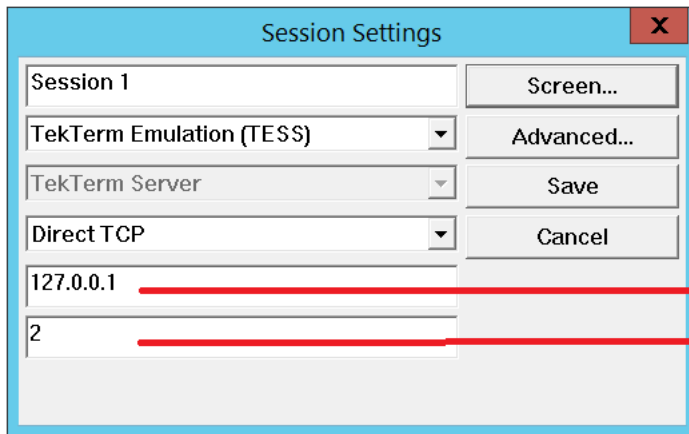 Session Settings
X
Session 1
Screen...
TekTerm Emulation (TESS)
Advanced...
TekTerm Server
Save
Direct TCP
Cancel
127.0.0.1
2